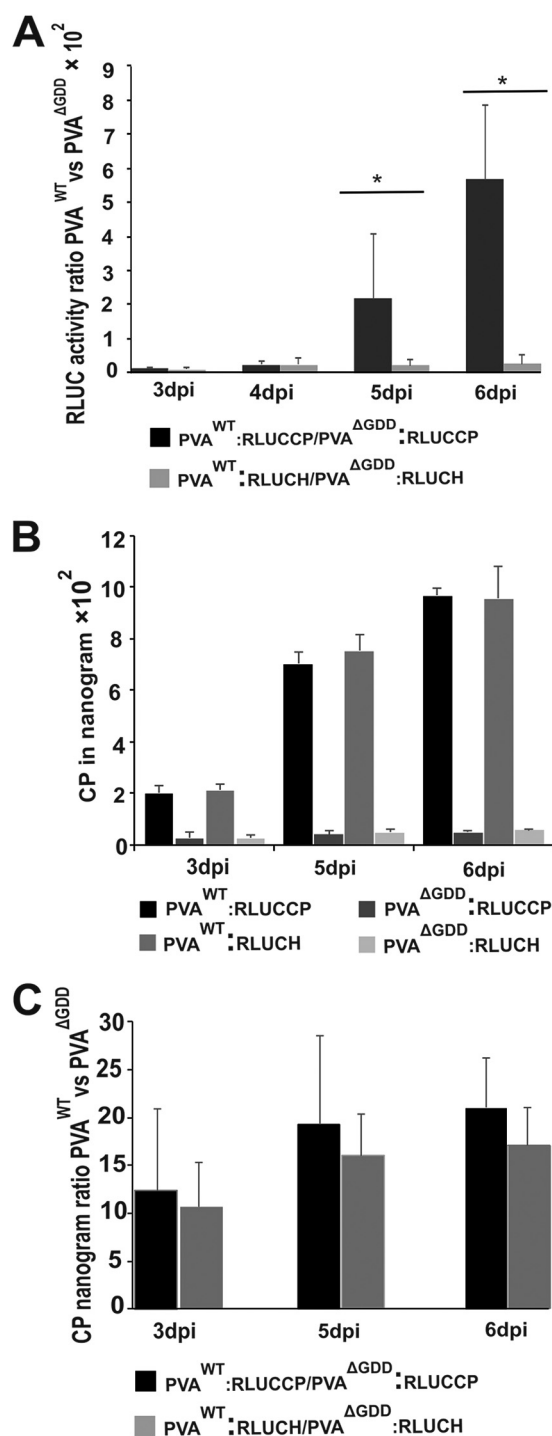 A
RLUC activity ratio PVA^WT vs PVA^ΔGDD × 10^2
9
8
7
6
5
4
3
2
1
0
*
*
3dpi 4dpi 5dpi 6dpi
PVA^WT:RLUCCP/PVA^ΔGDD:RLUCCP
PVA^WT:RLUCH/PVA^ΔGDD:RLUCH
B
CP in nanogram ×10^2
12
10
8
6
4
2
0
3dpi 5dpi 6dpi
PVA^WT:RLUCCP PVA^ΔGDD:RLUCCP
PVA^WT:RLUCH PVA^ΔGDD:RLUCH
C
CP nanogram ratio PVA^WT vs PVA^ΔGDD
30
25
20
15
10
5
0
3dpi 5dpi 6dpi
PVA^WT:RLUCCP/PVA^ΔGDD:RLUCCP
PVA^WT:RLUCH/PVA^ΔGDD:RLUCH